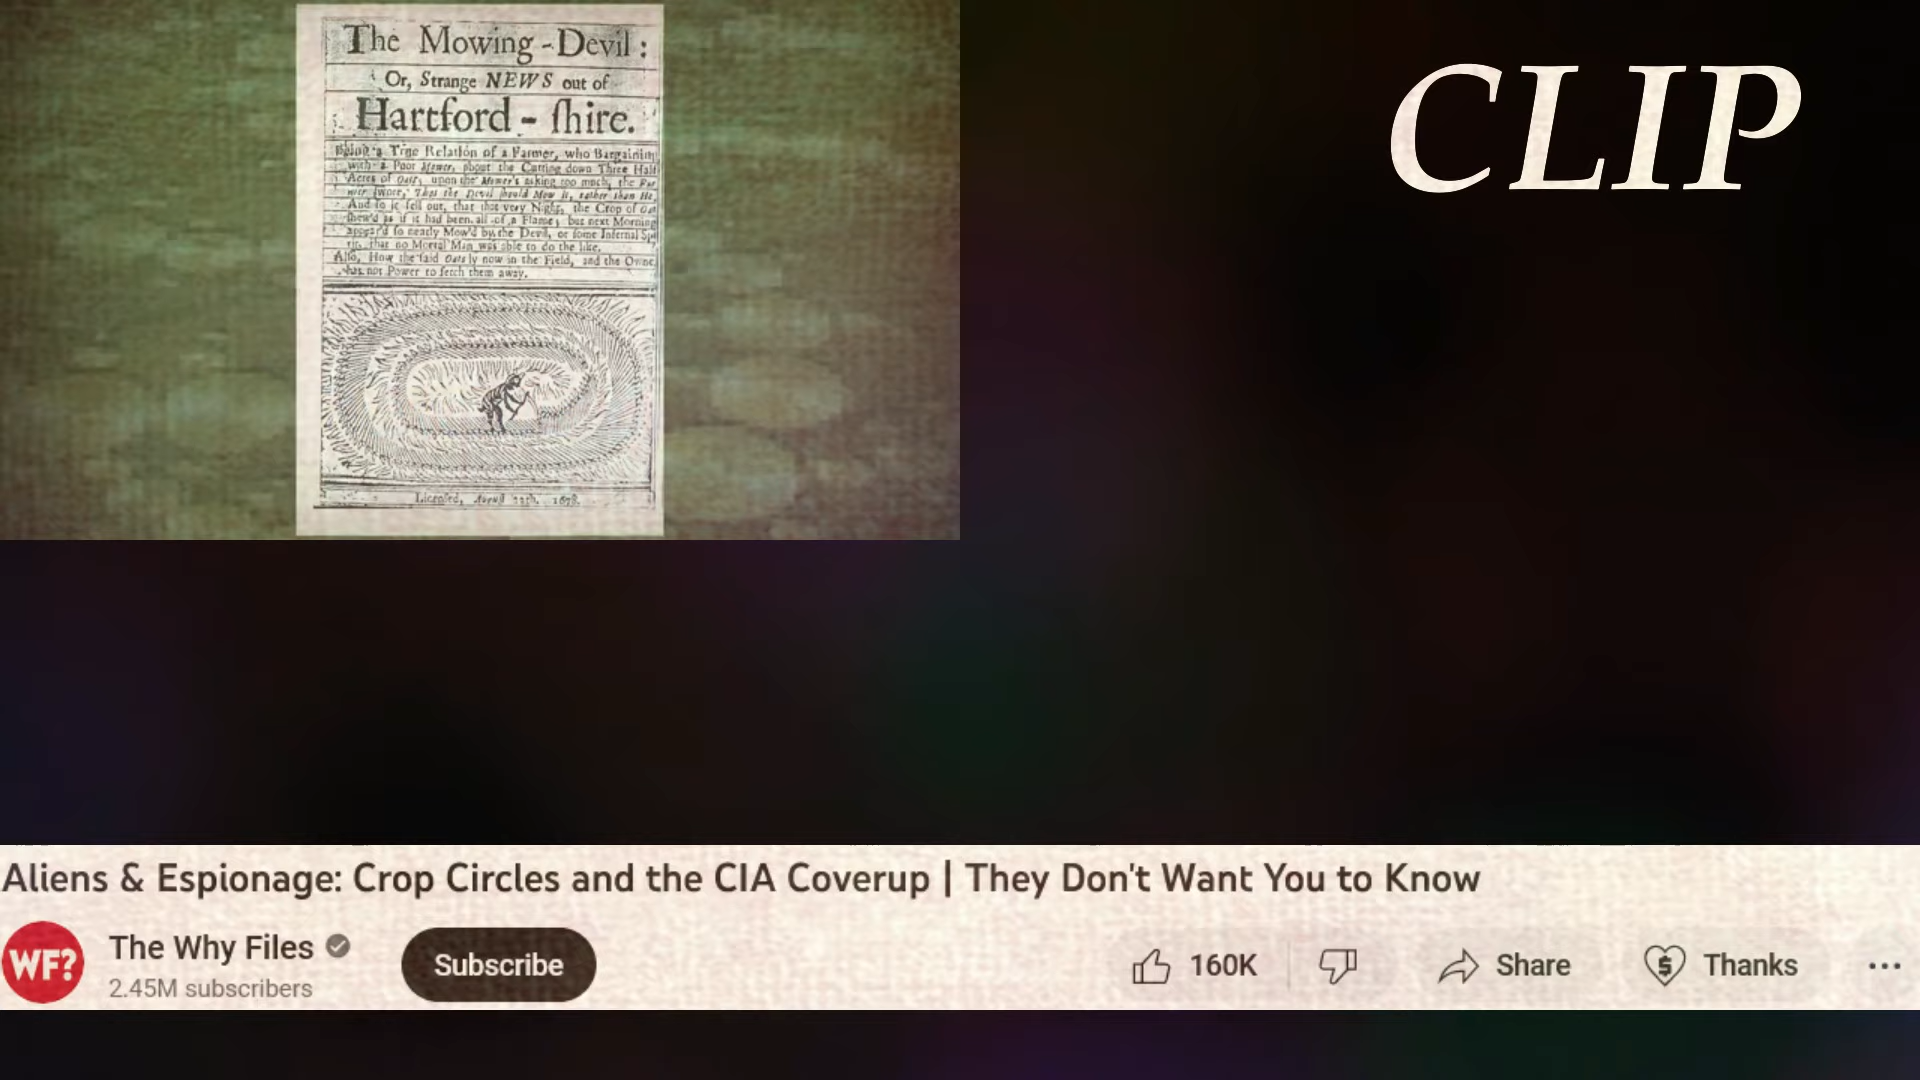 The Mowing-Devil:
Or, Strange NEWS out of
Hartford-ſhire.
Being a True Relation of a Farmer, who Bargaining
with a Poor Mower, about the Cutting down Three Half
Acres of Oats, upon the Mower's asking too much, the Far
mer swore, That the Devil should Mow it, rather than He.
And so it fell out, that that very Night, the Crop of Oat
shew'd as if it had been all of a Flame; but next Morning
appear'd so neatly Mow'd by the Devil, or some Infernal Spi
rit, that no Mortal Man was able to do the like.
Also, How the said Oats ly now in the Field, and the Owne
has not Power to fetch them away.
Licensed, August 1678.
CLIP
Aliens & Espionage: Crop Circles and the CIA Coverup | They Don't Want You to Know
WF?
The Why Files
2.45M subscribers
Subscribe
160K
Share
Thanks